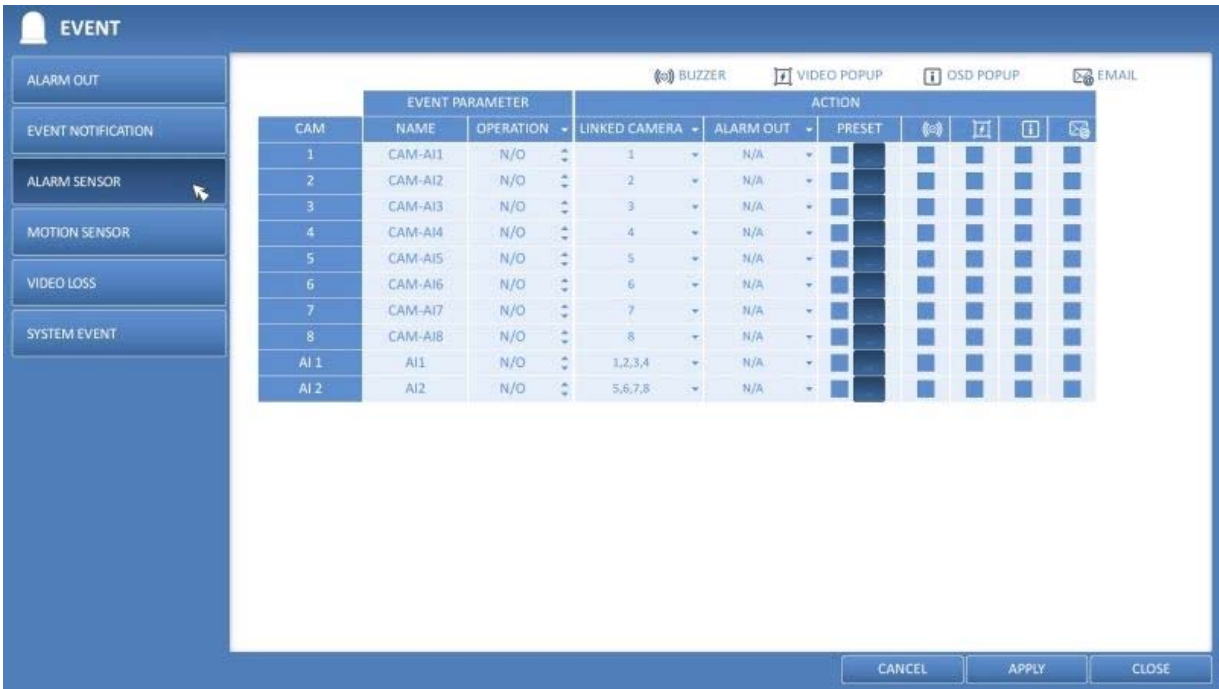 EVENT
ALARM OUT
EVENT NOTIFICATION
ALARM SENSOR
MOTION SENSOR
VIDEO LOSS
SYSTEM EVENT
BUZZER VIDEO POPUP OSD POPUP EMAIL
EVENT PARAMETER ACTION
CAM NAME OPERATION LINKED CAMERA ALARM OUT PRESET
1 CAM-AI1 N/O 1 N/A
2 CAM-AI2 N/O 2 N/A
3 CAM-AI3 N/O 3 N/A
4 CAM-AI4 N/O 4 N/A
5 CAM-AI5 N/O 5 N/A
6 CAM-AI6 N/O 6 N/A
7 CAM-AI7 N/O 7 N/A
8 CAM-AI8 N/O 8 N/A
AI 1 AI1 N/O 1,2,3,4 N/A
AI 2 AI2 N/O 5,6,7,8 N/A
CANCEL APPLY CLOSE